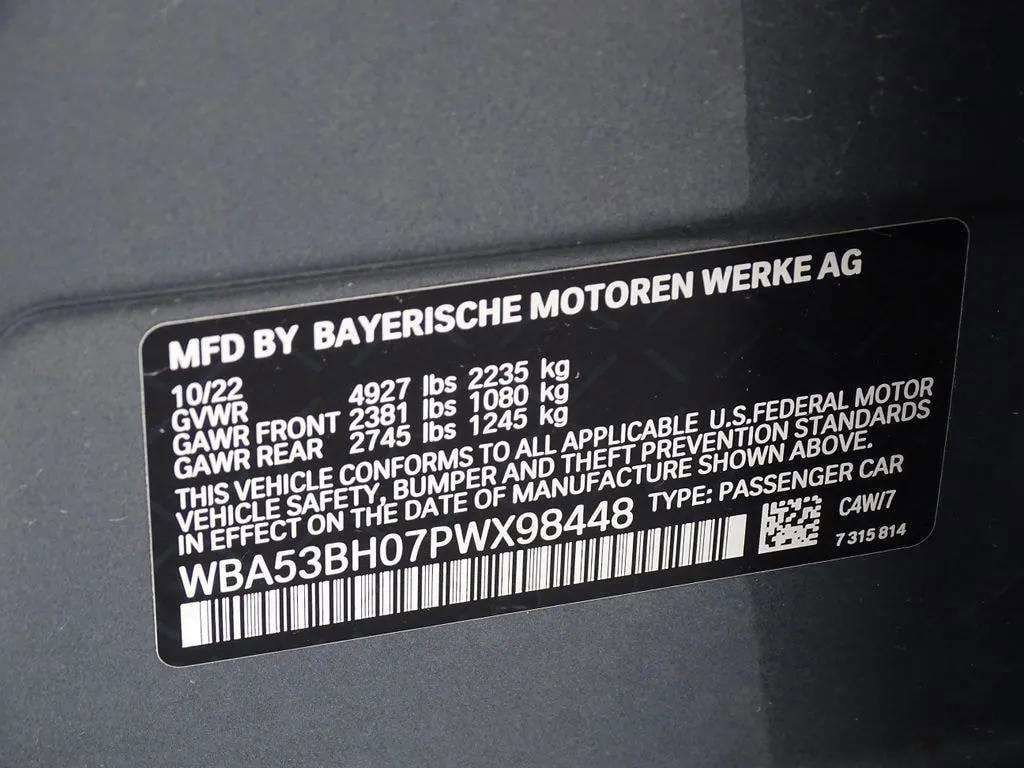 MFD BY BAYERISCHE MOTOREN WERKE AG
10/22
GVWR 4927 lbs 2235 kg
GAWR FRONT 2381 lbs 1080 kg
GAWR REAR 2745 lbs 1245 kg
THIS VEHICLE CONFORMS TO ALL APPLICABLE U.S.FEDERAL MOTOR
VEHICLE SAFETY, BUMPER AND THEFT PREVENTION STANDARDS
IN EFFECT ON THE DATE OF MANUFACTURE SHOWN ABOVE.
WBA53BH07PWX98448 TYPE: PASSENGER CAR
C4W/7
7 315 814